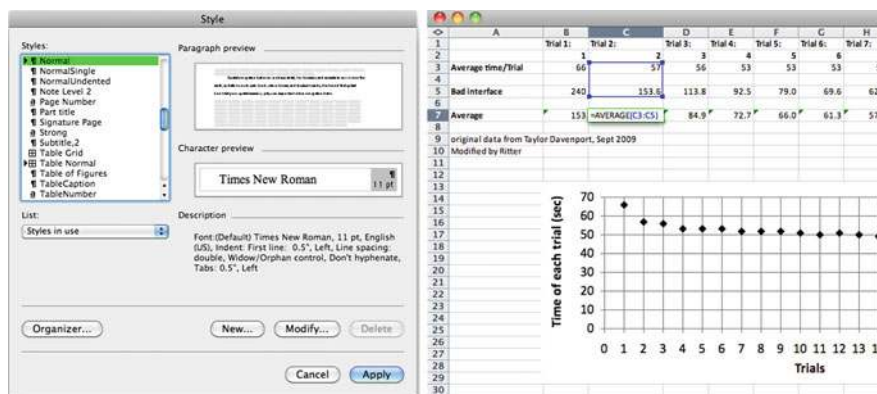 Style
Styles:
Normal
NormalSingle
NormalUndented
Note Level 2
Page Number
Part title
Signature Page
Strong
Subtitle,2
Table Grid
Table Normal
Table of Figures
TableCaption
TableNumber
List:
Styles in use
Paragraph preview
Character preview
Times New Roman
¶
11 pt
Description
Font:(Default) Times New Roman, 11 pt, English
(US), Indent: First line: 0.5", Left, Line spacing:
double, Widow/Orphan control, Don't hyphenate,
Tabs: 0.5", Left
Organizer... New... Modify... Delete
Cancel Apply
A B C D E F G H
1 Trial 1: Trial 2: Trial 3: Trial 4: Trial 5: Trial 6: Trial 7:
2 1 2 3 4 5 6
3 Average time/Trial 66 57 56 53 53 53
4
5 Bad interface 240 153.6 113.8 92.5 79.0 69.6 62
6
7 Average 153 =AVERAGE(C3:C5) 84.9 72.7 66.0 61.3 57
8
9 original data from Taylor Davenport, Sept 2009
10 Modified by Ritter
11
12
13
14
15
16
17
18
19
20
21
22
23
24
25
26
27
28
29
30
Time of each trial (sec)
70
60
50
40
30
20
10
0
0 1 2 3 4 5 6 7 8 9 10 11 12 13
Trials